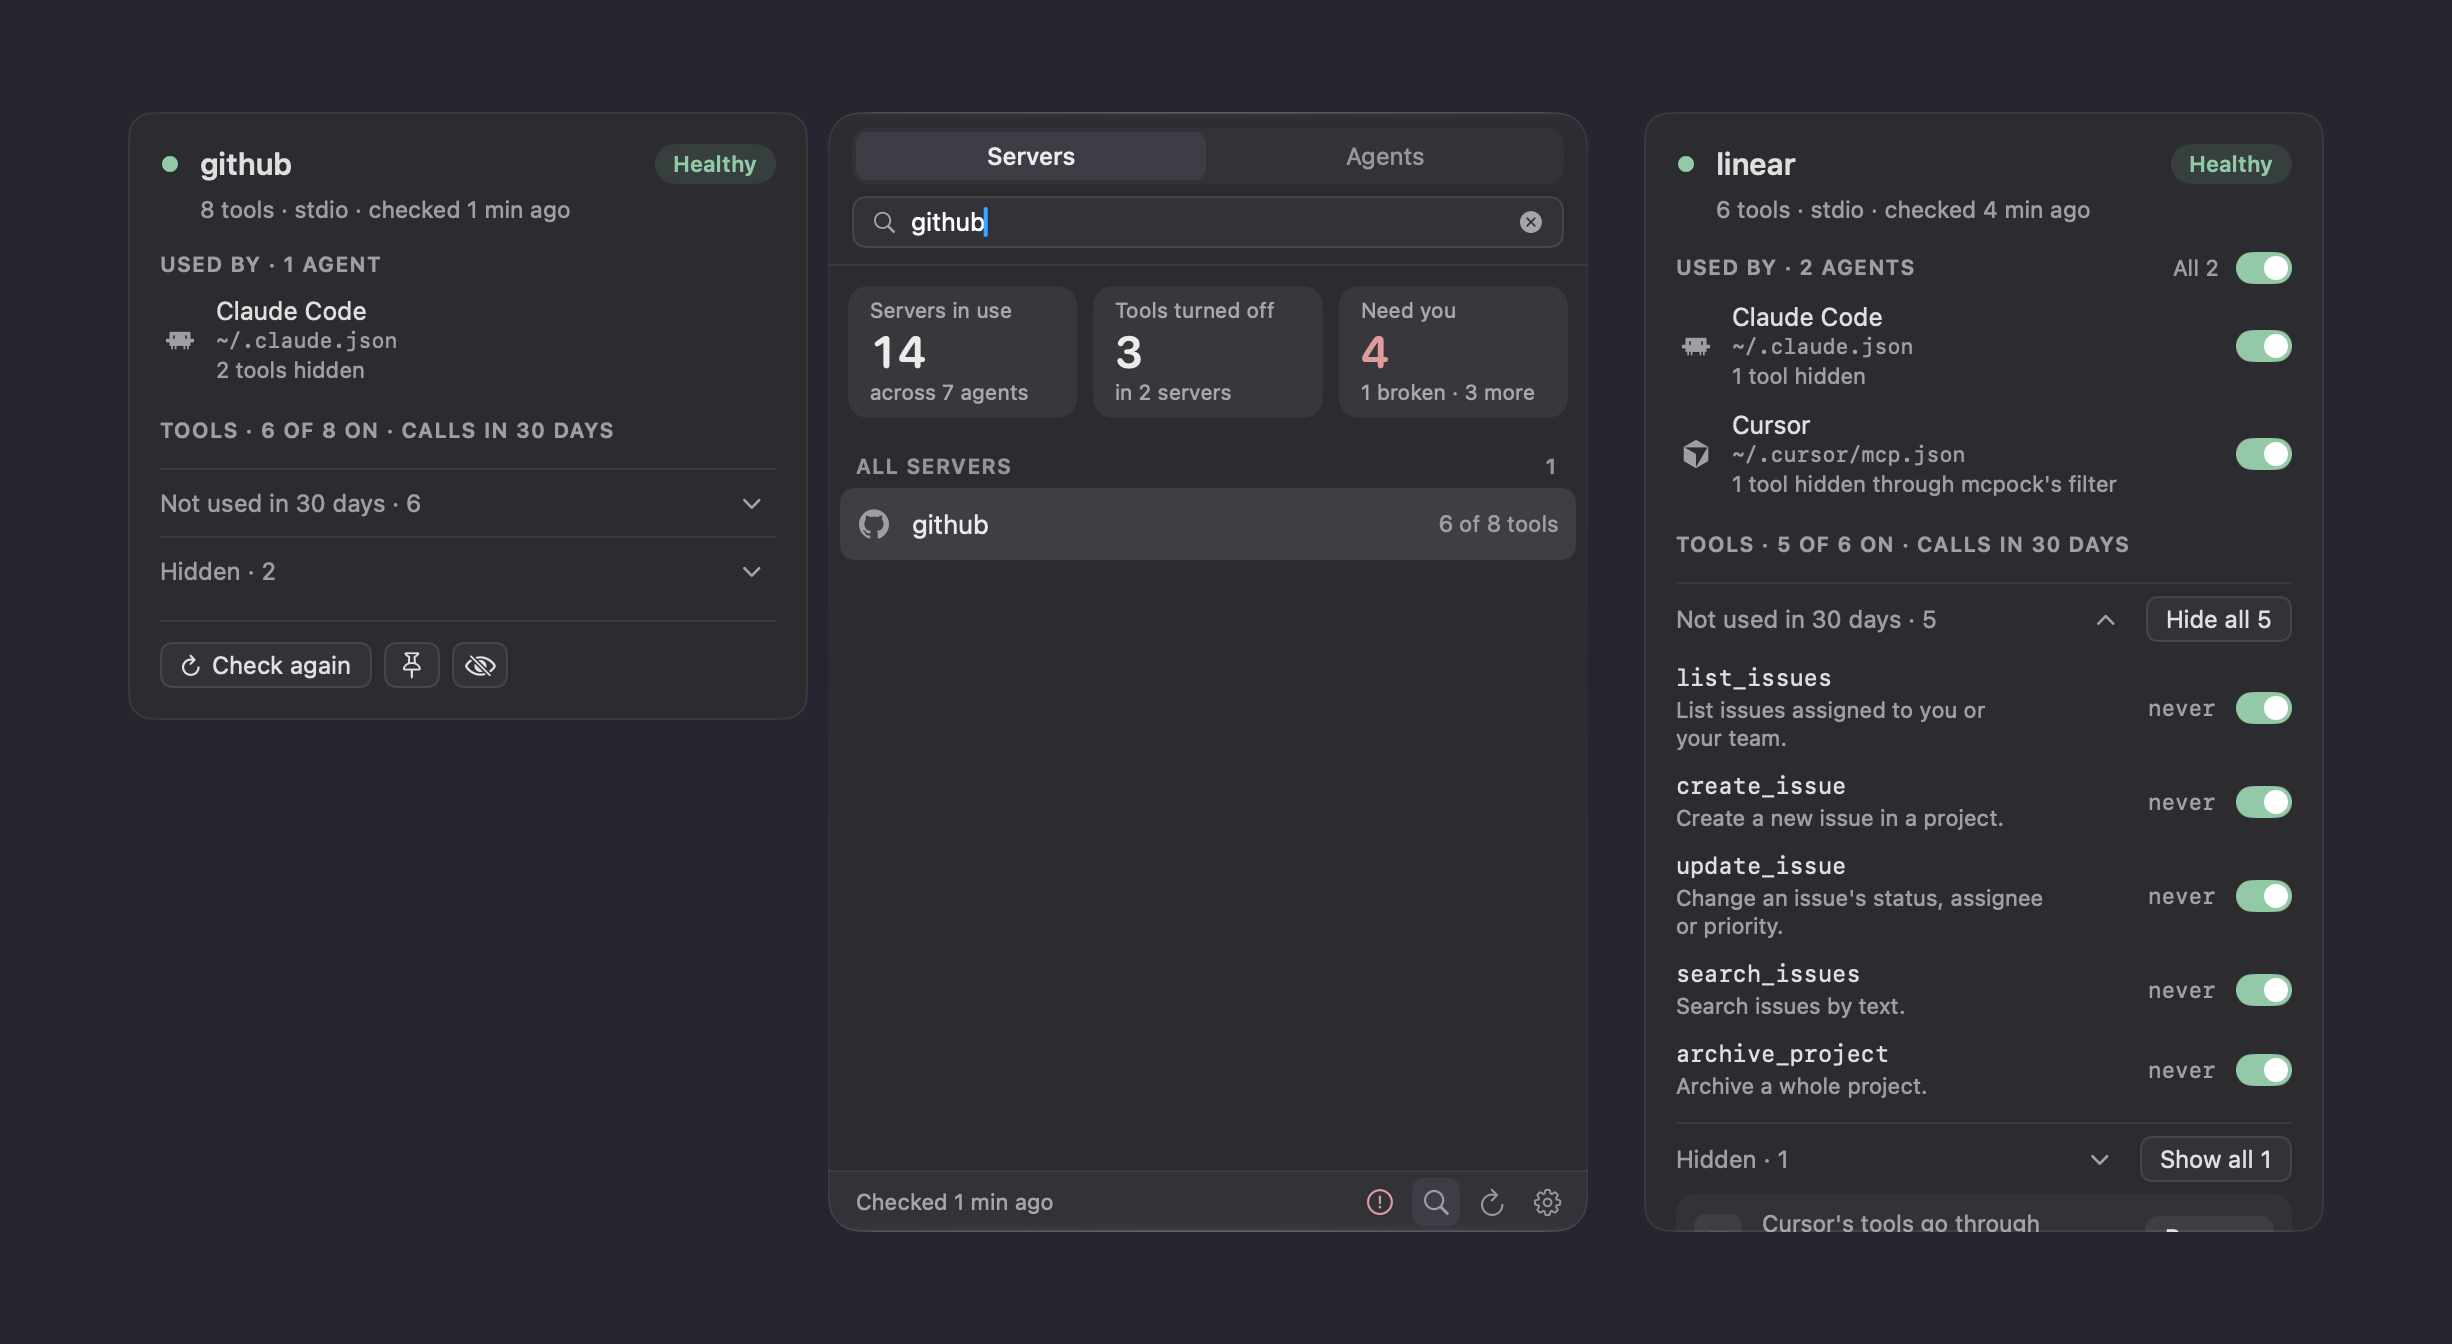 github
Healthy
8 tools · stdio · checked 1 min ago
USED BY · 1 AGENT
Claude Code
~/.claude.json
2 tools hidden
TOOLS · 6 OF 8 ON · CALLS IN 30 DAYS
Not used in 30 days · 6
Hidden · 2
Check again
Servers
Agents
github
Servers in use
14
across 7 agents
Tools turned off
3
in 2 servers
Need you
4
1 broken · 3 more
ALL SERVERS
1
github
6 of 8 tools
Checked 1 min ago
linear
Healthy
6 tools · stdio · checked 4 min ago
USED BY · 2 AGENTS
All 2
Claude Code
~/.claude.json
1 tool hidden
Cursor
~/.cursor/mcp.json
1 tool hidden through mcpock's filter
TOOLS · 5 OF 6 ON · CALLS IN 30 DAYS
Not used in 30 days · 5
Hide all 5
list_issues
List issues assigned to you or
your team.
never
create_issue
Create a new issue in a project.
never
update_issue
Change an issue's status, assignee
or priority.
never
search_issues
Search issues by text.
never
archive_project
Archive a whole project.
never
Hidden · 1
Show all 1
Cursor's tools go through